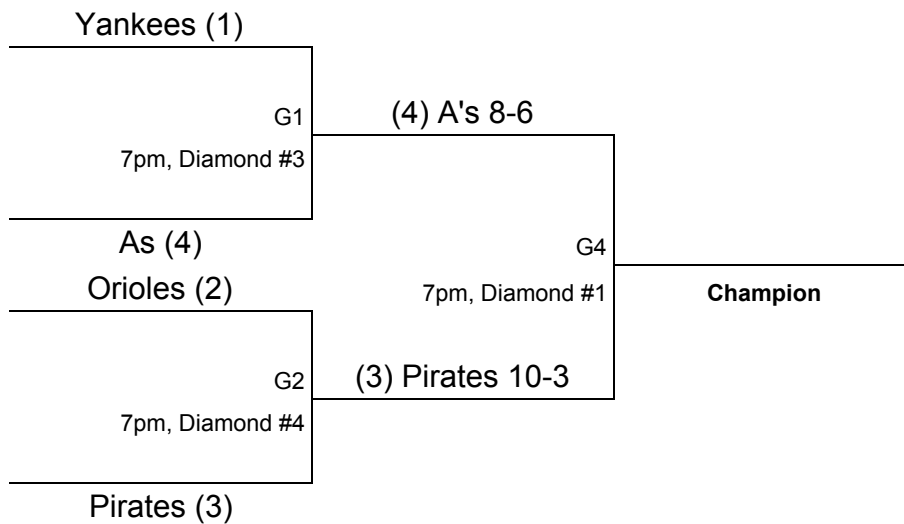 Yankees (1)
G1
(4) A's 8-6
7pm, Diamond #3
As (4)
G4
Orioles (2)
7pm, Diamond #1
Champion
G2
(3) Pirates 10-3
7pm, Diamond #4
Pirates (3)